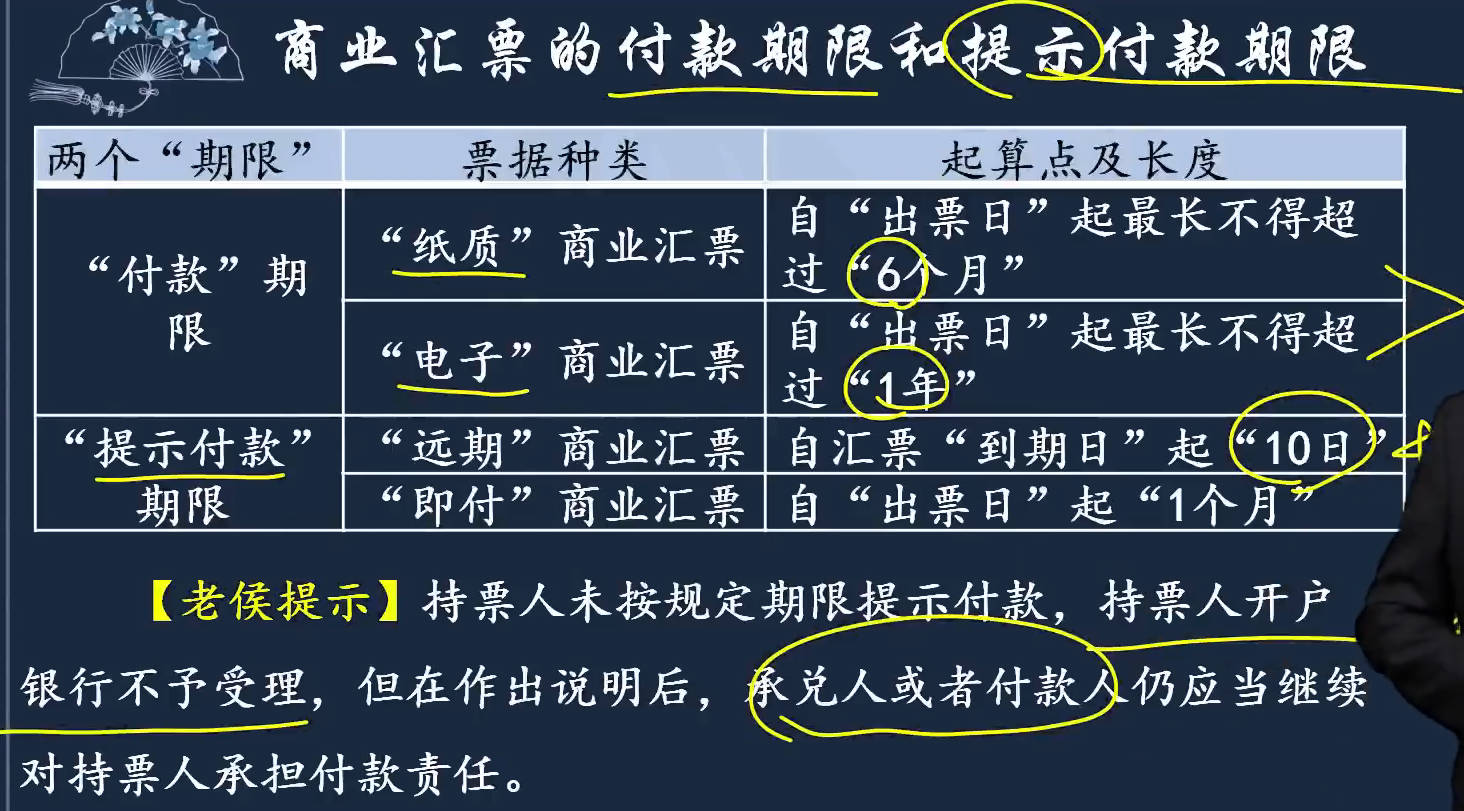 商业汇票的付款期限和提示付款期限
两个“期限” 票据种类 起算点及长度
“付款”期
限
“纸质”商业汇票
自“出票日”起最长不得超
过“6个月”
“电子”商业汇票
自“出票日”起最长不得超
过“1年”
“提示付款”
期限
“远期”商业汇票
自汇票“到期日”起“10日”
“即付”商业汇票
自“出票日”起“1个月”
【老侯提示】持票人未按规定期限提示付款，持票人开户
银行不予受理，但在作出说明后，承兑人或者付款人仍应当继续
对持票人承担付款责任。